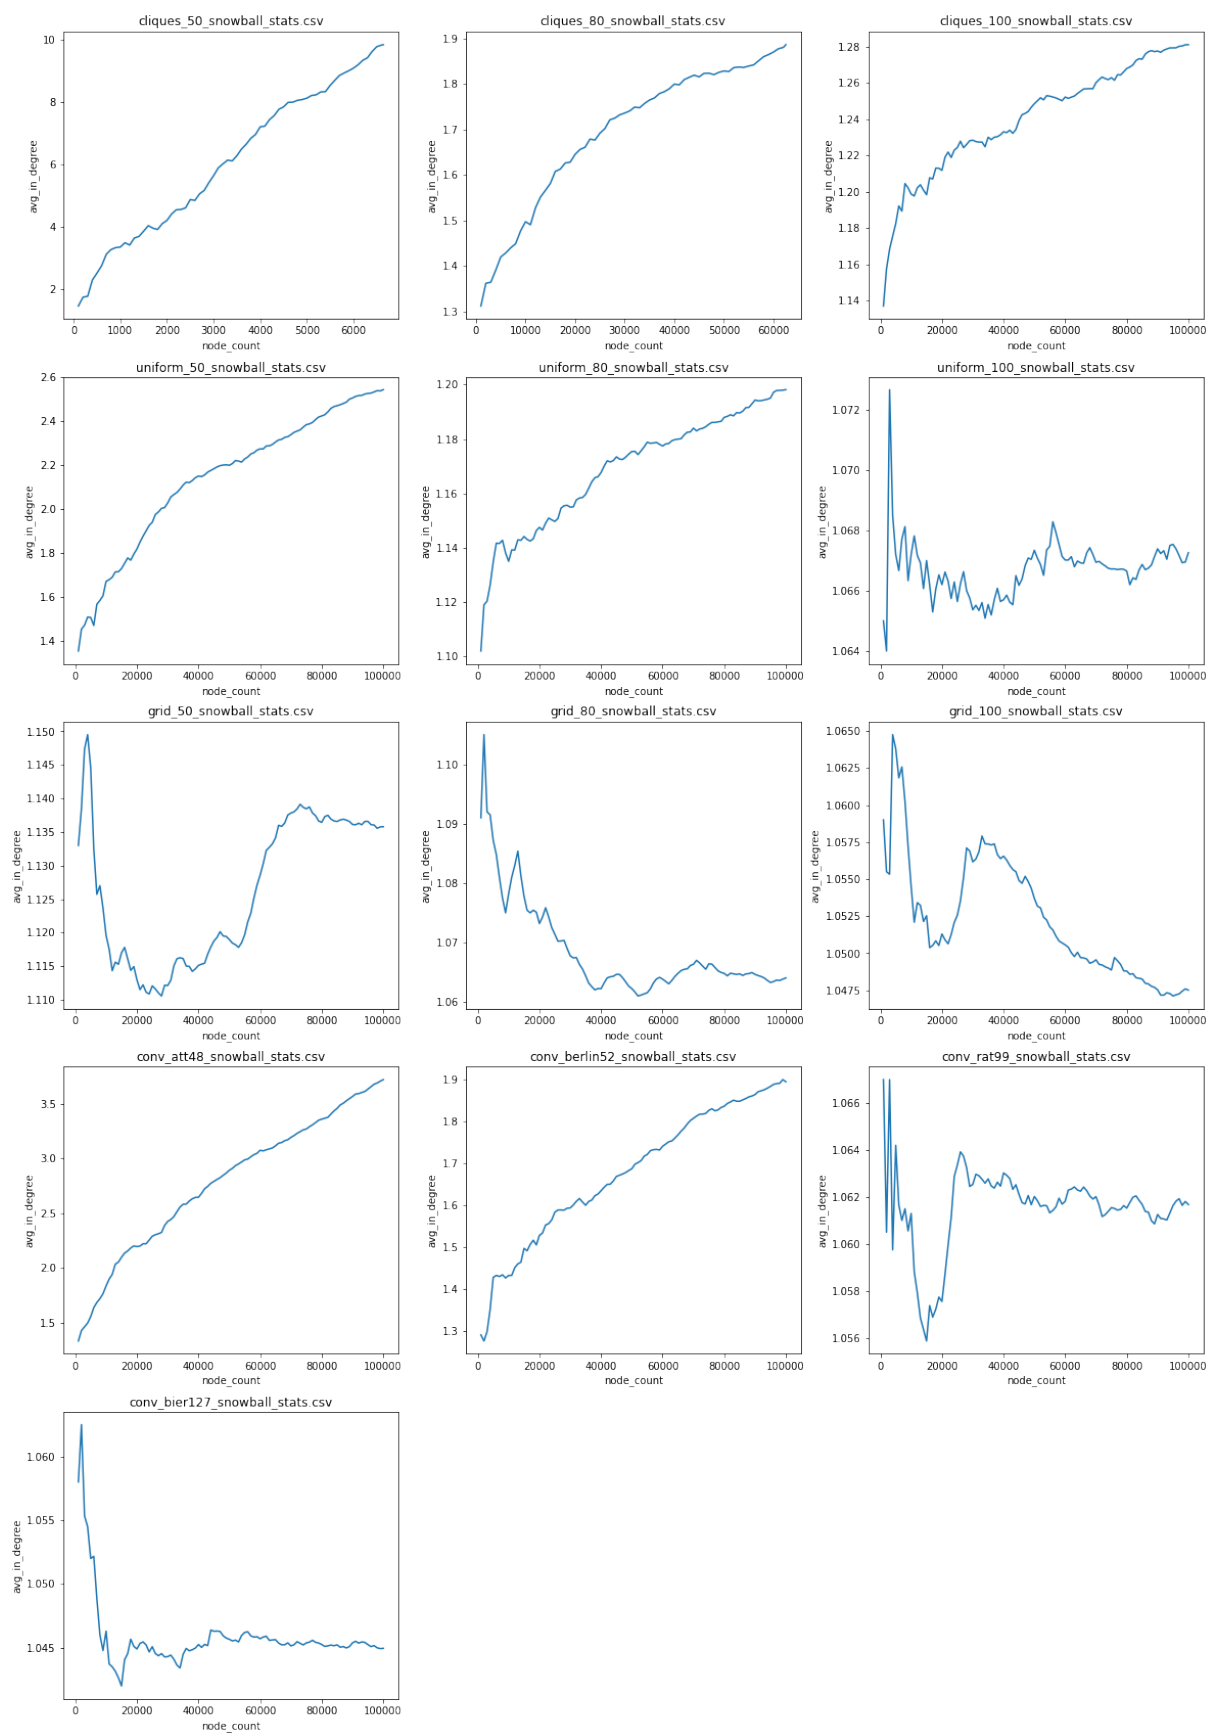 cliques_50_snowball_stats.csv
10
8
6
4
2
avg_in_degree
0 1000 2000 3000 4000 5000 6000
node_count
cliques_80_snowball_stats.csv
1.9
1.8
1.7
1.6
1.5
1.4
1.3
avg_in_degree
0 10000 20000 30000 40000 50000 60000
node_count
cliques_100_snowball_stats.csv
1.28
1.26
1.24
1.22
1.20
1.18
1.16
1.14
avg_in_degree
0 20000 40000 60000 80000 100000
node_count
uniform_50_snowball_stats.csv
2.6
2.4
2.2
2.0
1.8
1.6
1.4
avg_in_degree
0 20000 40000 60000 80000 100000
node_count
uniform_80_snowball_stats.csv
1.20
1.18
1.16
1.14
1.12
1.10
avg_in_degree
0 20000 40000 60000 80000 100000
node_count
uniform_100_snowball_stats.csv
1.072
1.070
1.068
1.066
1.064
avg_in_degree
0 20000 40000 60000 80000 100000
node_count
grid_50_snowball_stats.csv
1.150
1.145
1.140
1.135
1.130
1.125
1.120
1.115
1.110
avg_in_degree
0 20000 40000 60000 80000 100000
node_count
grid_80_snowball_stats.csv
1.10
1.09
1.08
1.07
1.06
avg_in_degree
0 20000 40000 60000 80000 100000
node_count
grid_100_snowball_stats.csv
1.0650
1.0625
1.0600
1.0575
1.0550
1.0525
1.0500
1.0475
avg_in_degree
0 20000 40000 60000 80000 100000
node_count
conv_att48_snowball_stats.csv
3.5
3.0
2.5
2.0
1.5
avg_in_degree
0 20000 40000 60000 80000 100000
node_count
conv_berlin52_snowball_stats.csv
1.9
1.8
1.7
1.6
1.5
1.4
1.3
avg_in_degree
0 20000 40000 60000 80000 100000
node_count
conv_rat99_snowball_stats.csv
1.066
1.064
1.062
1.060
1.058
1.056
avg_in_degree
0 20000 40000 60000 80000 100000
node_count
conv_bier127_snowball_stats.csv
1.060
1.055
1.050
1.045
avg_in_degree
0 20000 40000 60000 80000 100000
node_count